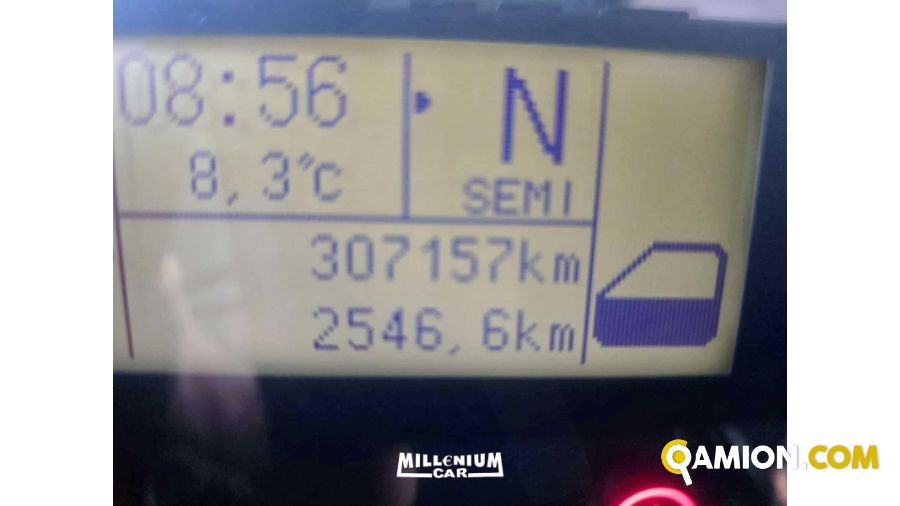 08:56
N
8,3°C
SEMI
307157km
2546,6km
MILLENIUM
CAR
QAMION.COM